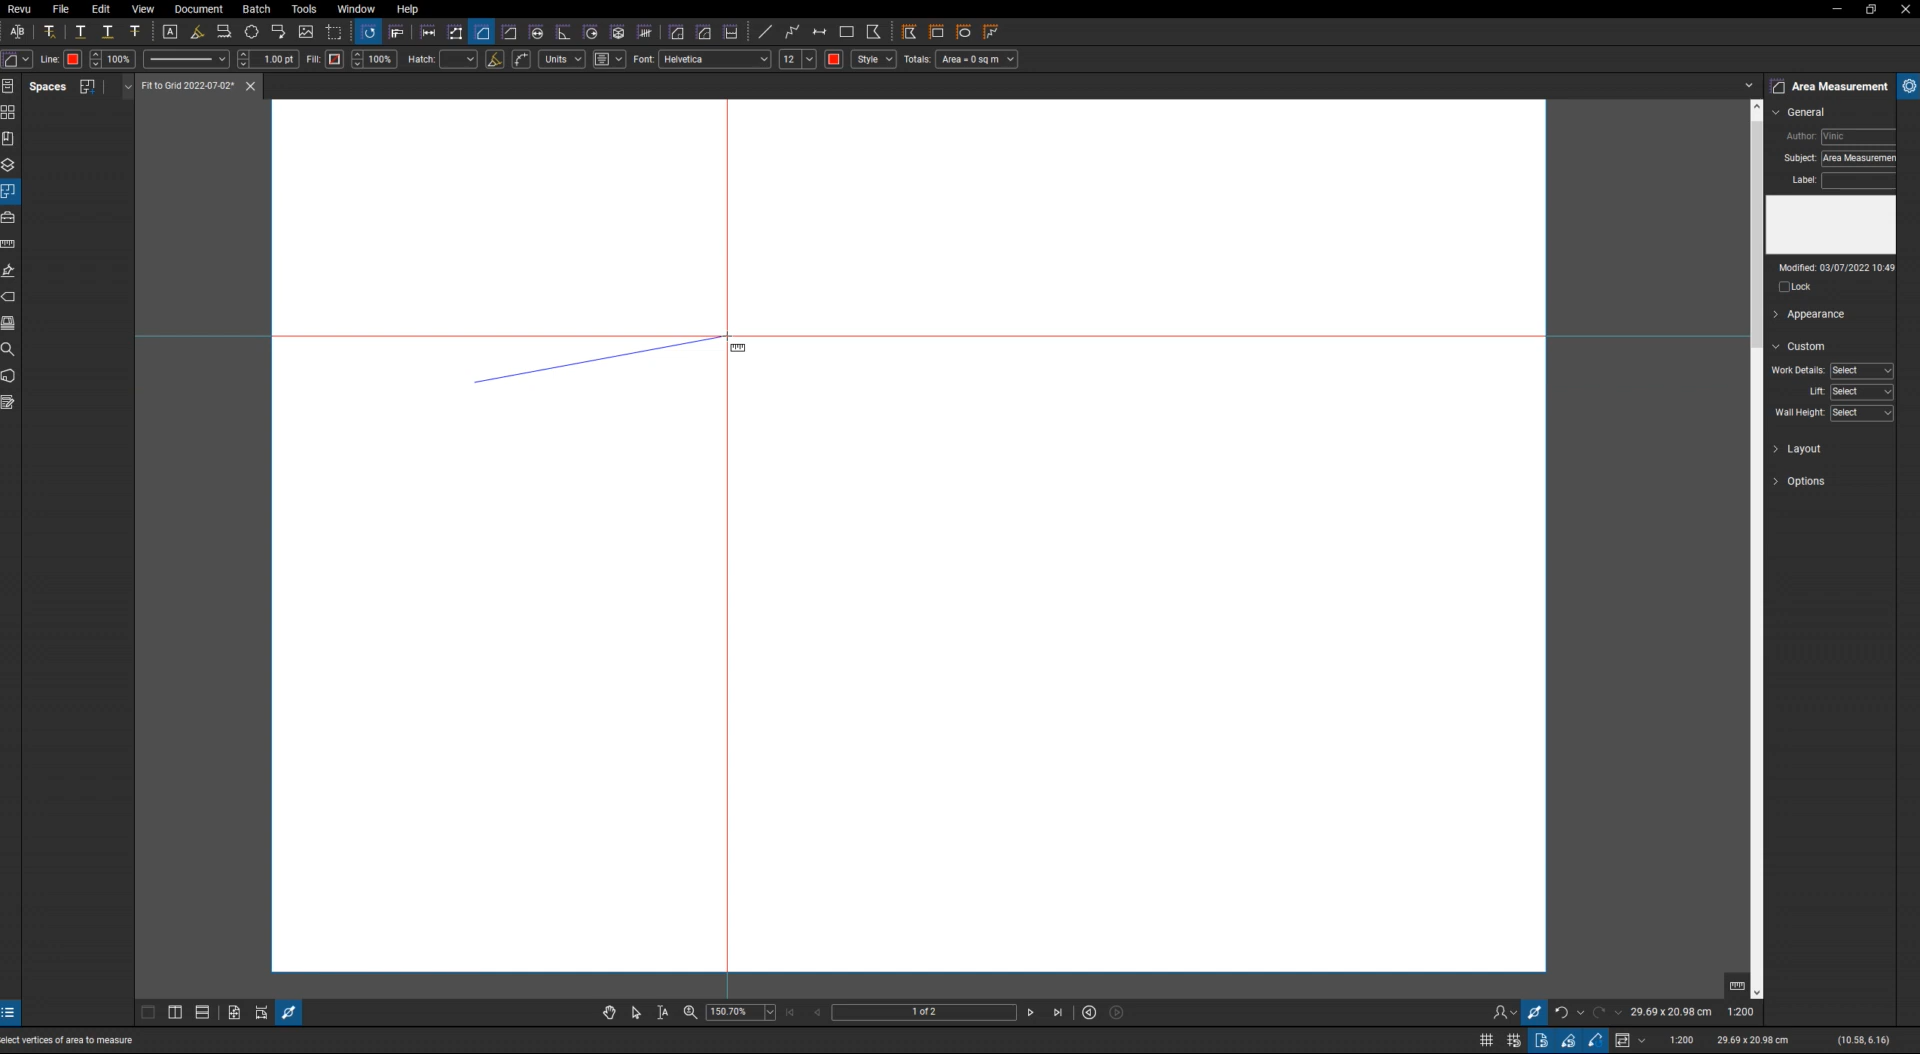 Revu File Edit View Document Batch Tools Window Help
Line: 100% 1.00 pt Fill: 100% Hatch: Units Font: Helvetica 12 Style Totals: Area = 0 sq m
Spaces
Fit to Grid 2022-07-02*
Area Measurement
General
Author: Vinic
Subject: Area Measuremen
Label:
Modified: 03/07/2022 10:49
Lock
Appearance
Custom
Work Details: Select
Lift: Select
Wall Height: Select
Layout
Options
150.70% 1 of 2 29.69 x 20.98 cm 1:200
elect vertices of area to measure 1:200 29.69 x 20.98 cm (10.58, 6.16)